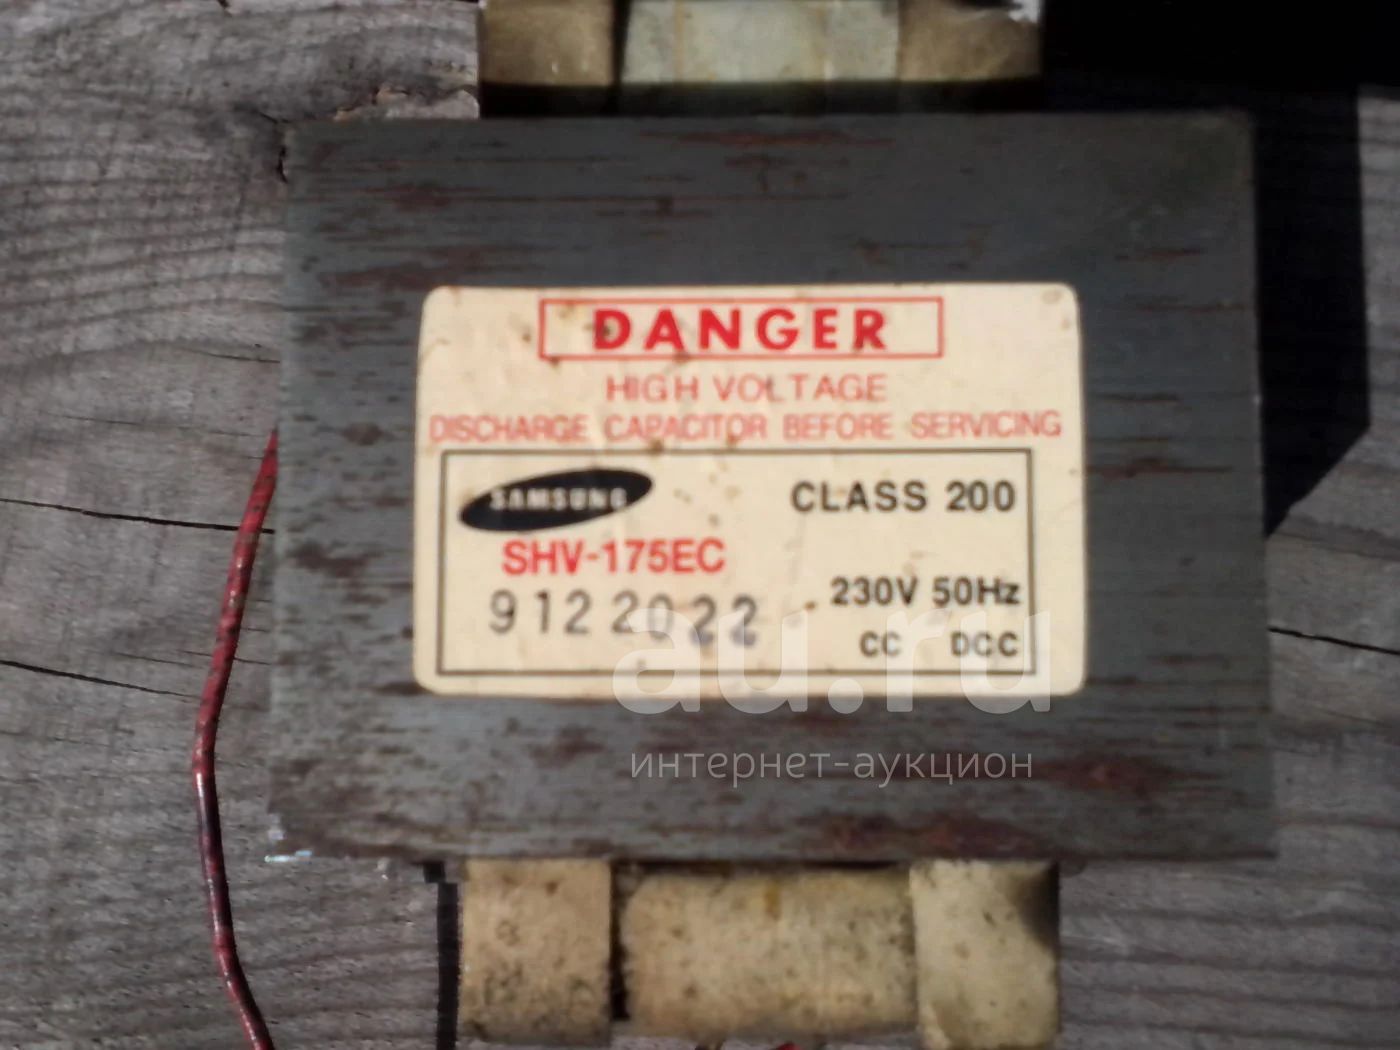 DANGER
HIGH VOLTAGE
DISCHARGE CAPACITOR BEFORE SERVICING
SAMSUNG
CLASS 200
SHV-175EC
230V 50Hz
9122022
CC DCC
au.ru
интернет-аукцион